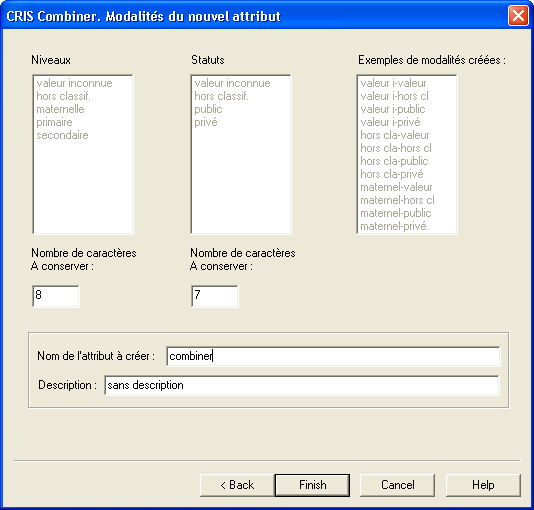 CRIS Combiner. Modalités du nouvel attribut
Niveaux
Statuts
Exemples de modalités créées :
valeur inconnue
hors classif.
maternelle
primaire
secondaire
valeur inconnue
hors classif.
public
privé
valeur i-valeur
valeur i-hors cl
valeur i-public
valeur i-privé
hors cla-valeur
hors cla-hors cl
hors cla-public
hors cla-privé
maternel-valeur
maternel-hors cl
maternel-public
maternel-privé
Nombre de caractères
A conserver :
8
Nombre de caractères
A conserver :
7
Nom de l'attribut à créer : combiner
Description : sans description
< Back
Finish
Cancel
Help